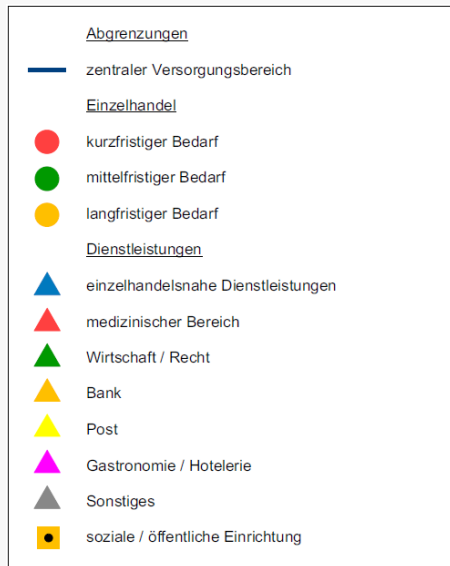 Abgrenzungen
zentraler Versorgungsbereich
Einzelhandel
kurzfristiger Bedarf
mittelfristiger Bedarf
langfristiger Bedarf
Dienstleistungen
einzelhandelsnahe Dienstleistungen
medizinischer Bereich
Wirtschaft / Recht
Bank
Post
Gastronomie / Hotelerie
Sonstiges
soziale / öffentliche Einrichtung